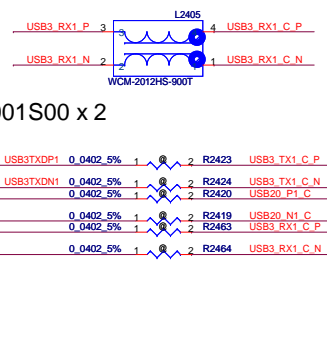 L2405
USB3_RX1_P 3 3 4 USB3_RX1_C_P
USB3_RX1_N 2 2 1 USB3_RX1_C_N
WCM-2012HS-900T
001S00 x 2
USB3TXDP1 0_0402_5% 1 @ 2 R2423 USB3_TX1_C_P
USB3TXDN1 0_0402_5% 1 @ 2 R2424 USB3_TX1_C_N
0_0402_5% 1 @ 2 R2420 USB20_P1_C
0_0402_5% 1 @ 2 R2419 USB20_N1_C
0_0402_5% 1 @ 2 R2463 USB3_RX1_C_P
0_0402_5% 1 @ 2 R2464 USB3_RX1_C_N